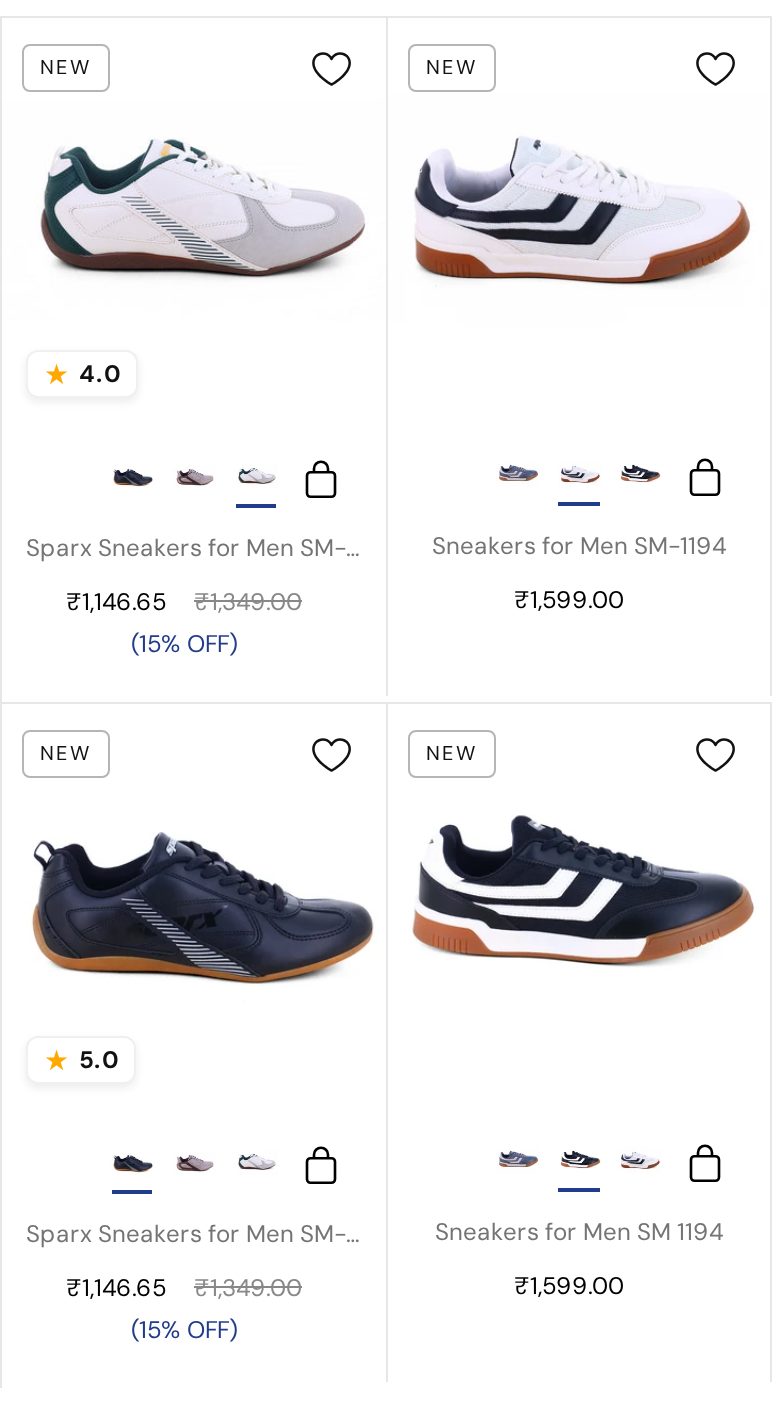 NEW
NEW
4.0
Sparx Sneakers for Men SM-...
Sneakers for Men SM-1194
₹1,146.65 ₹1,349.00
₹1,599.00
(15% OFF)
NEW
NEW
sparx
sparx
5.0
Sparx Sneakers for Men SM-...
Sneakers for Men SM 1194
₹1,146.65 ₹1,349.00
₹1,599.00
(15% OFF)